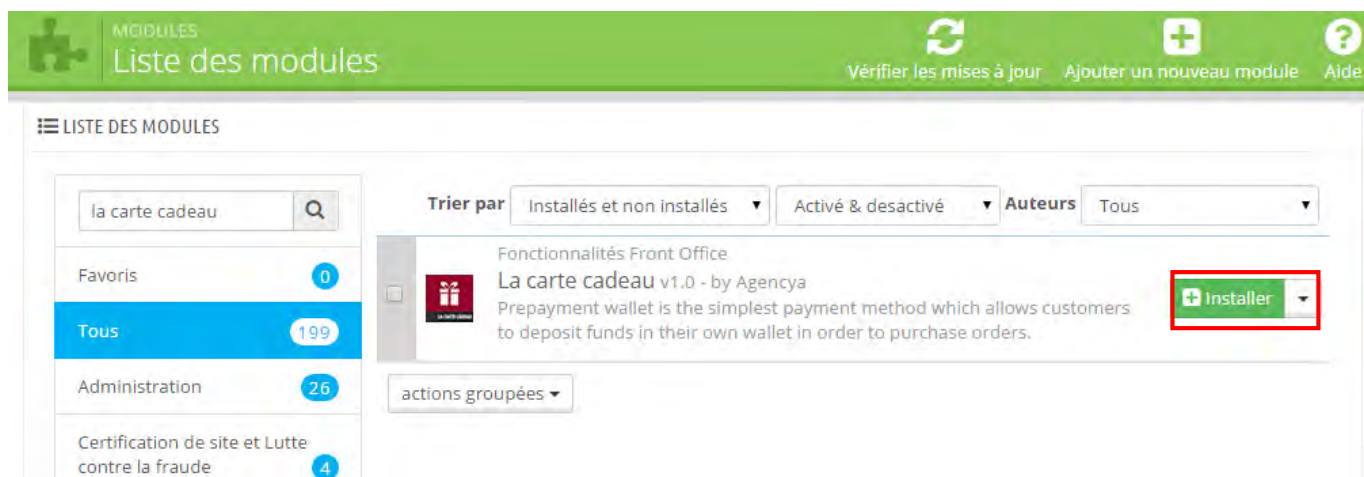 MODULES
Liste des modules
Vérifier les mises à jour
Ajouter un nouveau module
Aide
LISTE DES MODULES
la carte cadeau
Trier par
Installés et non installés
Activé & desactivé
Auteurs
Tous
Favoris
0
Tous
199
Administration
26
Certification de site et Lutte
contre la fraude
4
Fonctionnalités Front Office
La carte cadeau v1.0 - by Agencya
Prepayment wallet is the simplest payment method which allows customers
to deposit funds in their own wallet in order to purchase orders.
Installer
actions groupées